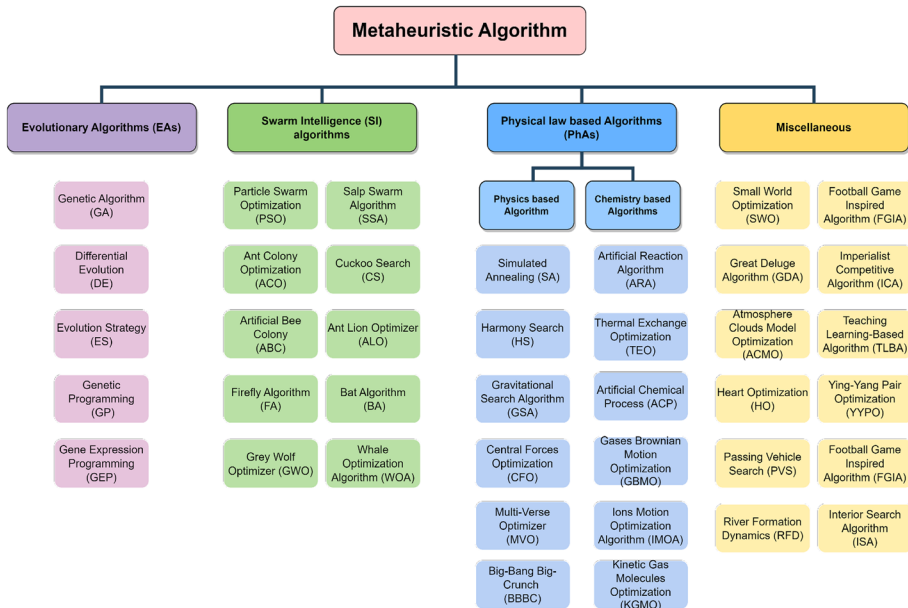 Metaheuristic Algorithm
Evolutionary Algorithms (EAs)
Swarm Intelligence (SI)
algorithms
Physical law based Algorithms
(PhAs)
Miscellaneous
Genetic Algorithm
(GA)
Differential
Evolution
(DE)
Evolution Strategy
(ES)
Genetic
Programming
(GP)
Gene Expression
Programming
(GEP)
Particle Swarm
Optimization
(PSO)
Salp Swarm
Algorithm
(SSA)
Ant Colony
Optimization
(ACO)
Cuckoo Search
(CS)
Artificial Bee
Colony
(ABC)
Ant Lion Optimizer
(ALO)
Firefly Algorithm
(FA)
Bat Algorithm
(BA)
Grey Wolf
Optimizer (GWO)
Whale
Optimization
Algorithm (WOA)
Physics based
Algorithm
Chemistry based
Algorithms
Simulated
Annealing (SA)
Artificial Reaction
Algorithm
(ARA)
Harmony Search
(HS)
Thermal Exchange
Optimization
(TEO)
Gravitational
Search Algorithm
(GSA)
Artificial Chemical
Process (ACP)
Central Forces
Optimization
(CFO)
Gases Brownian
Motion
Optimization
(GBMO)
Multi-Verse
Optimizer
(MVO)
Ions Motion
Optimization
Algorithm (IMOA)
Big-Bang Big-
Crunch
(BBBC)
Kinetic Gas
Molecules
Optimization
(KGMO)
Small World
Optimization
(SWO)
Football Game
Inspired
Algorithm (FGIA)
Great Deluge
Algorithm (GDA)
Imperialist
Competitive
Algorithm (ICA)
Atmosphere
Clouds Model
Optimization
(ACMO)
Teaching
Learning-Based
Algorithm (TLBA)
Heart Optimization
(HO)
Ying-Yang Pair
Optimization
(YYPO)
Passing Vehicle
Search (PVS)
Football Game
Inspired
Algorithm (FGIA)
River Formation
Dynamics (RFD)
Interior Search
Algorithm
(ISA)